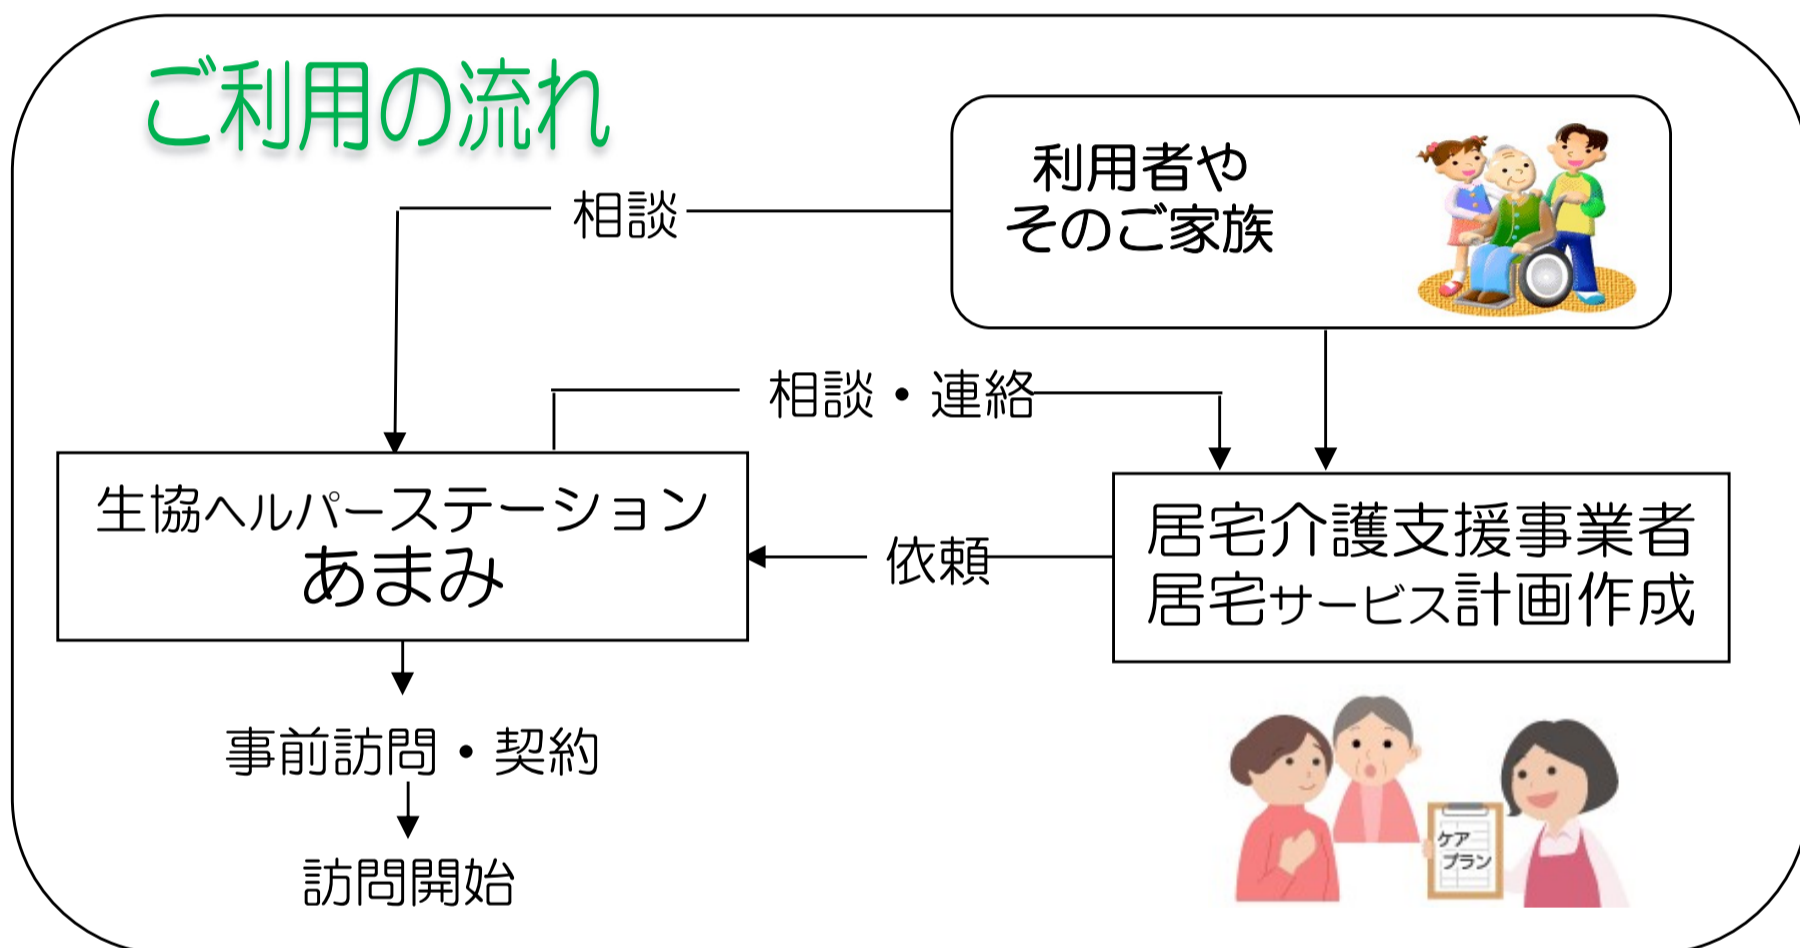 ご利用の流れ
利用者や
そのご家族
相談
相談・連絡
生協ヘルパーステーション
あまみ
依頼
居宅介護支援事業者
居宅サービス計画作成
事前訪問・契約
訪問開始
ケア
プラン